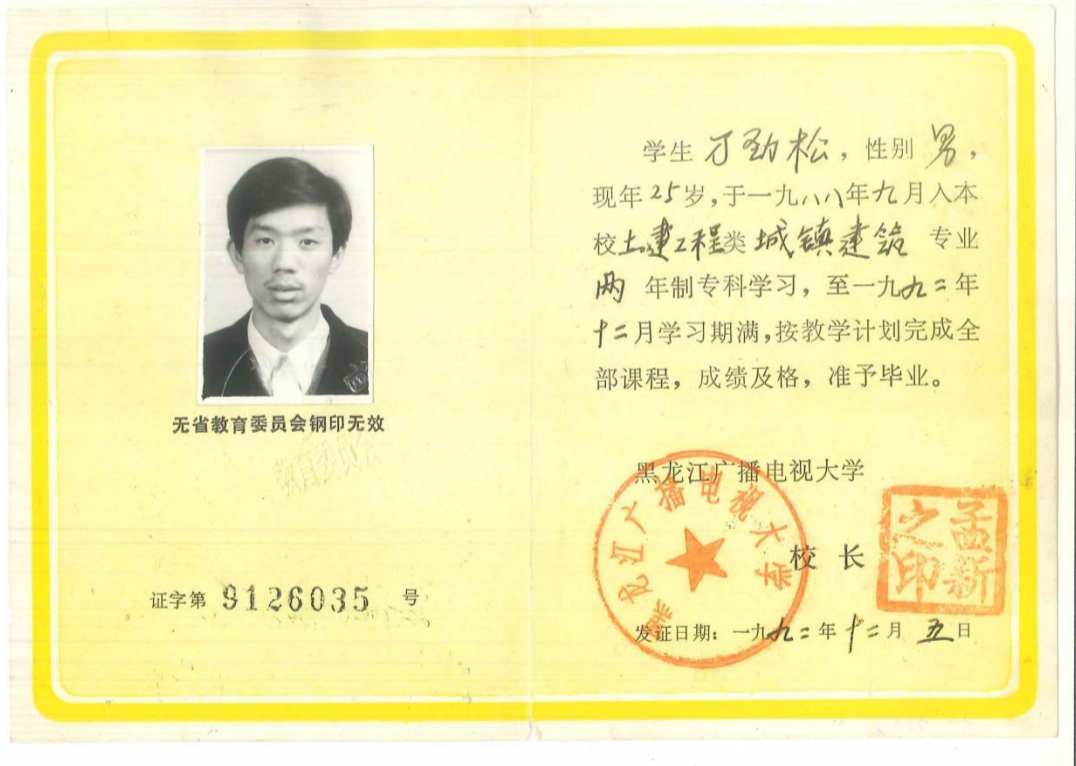 无省教育委员会钢印无效
教育委员会
证字第 9126035 号
学生 刁劲松,性别 男,
现年25岁,于一九八八年九月入本
校土建工程类 城镇建筑 专业
两 年制专科学习,至一九九二年
十二月学习期满,按教学计划完成全
部课程,成绩及格,准予毕业。
黑龙江广播电视大学
黑龙江广播电视大学
校 长
孟新之印
发证日期:一九九二年十二月 五日